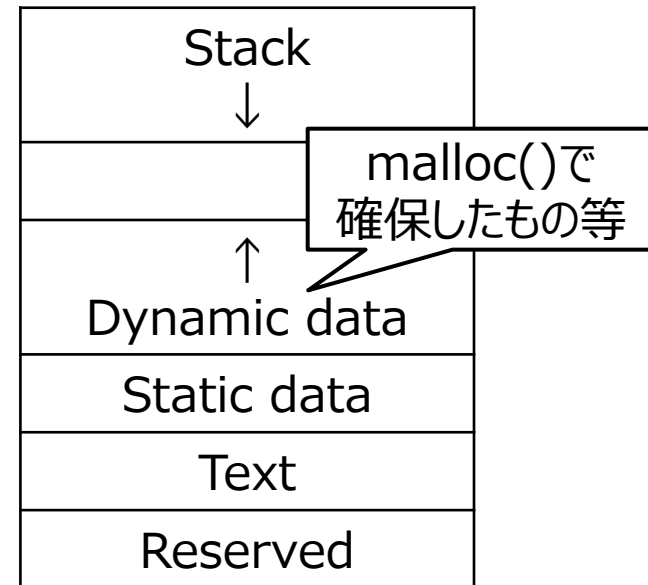 Stack
↓
malloc()で
確保したもの等
↑
Dynamic data
Static data
Text
Reserved